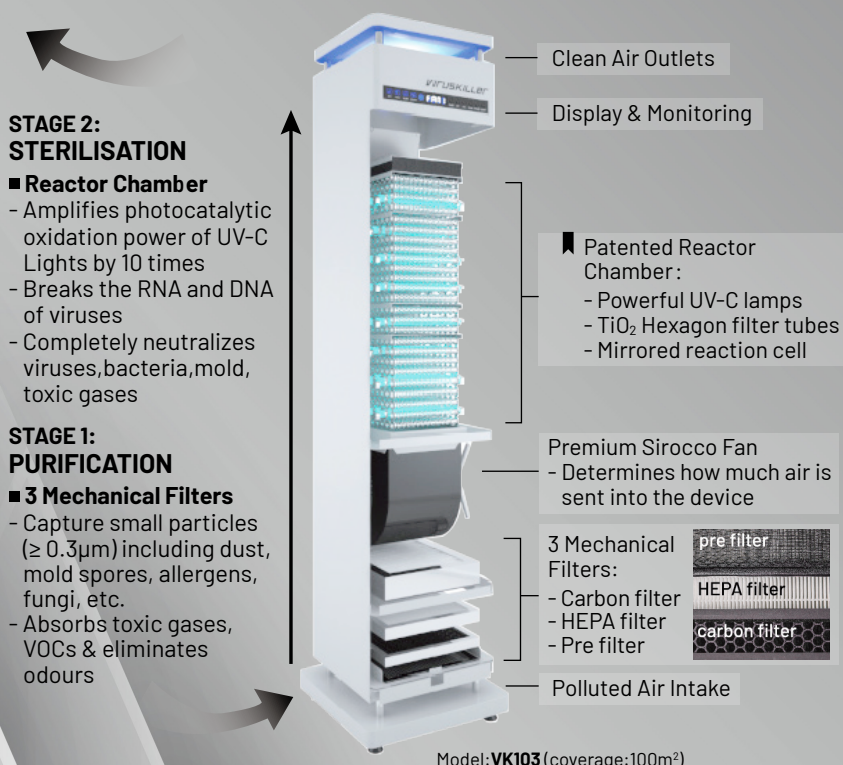 Clean Air Outlets
VIRUSKILLER
FAN
Display & Monitoring
STAGE 2:
STERILISATION
■ Reactor Chamber
- Amplifies photocatalytic
oxidation power of UV-C
Lights by 10 times
- Breaks the RNA and DNA
of viruses
- Completely neutralizes
viruses,bacteria,mold,
toxic gases
Patented Reactor
Chamber:
- Powerful UV-C lamps
- TiO₂ Hexagon filter tubes
- Mirrored reaction cell
STAGE 1:
PURIFICATION
■ 3 Mechanical Filters
- Capture small particles
(≥ 0.3µm) including dust,
mold spores, allergens,
fungi, etc.
- Absorbs toxic gases,
VOCs & eliminates
odours
Premium Sirocco Fan
- Determines how much air is
sent into the device
3 Mechanical
Filters:
- Carbon filter
- HEPA filter
- Pre filter
pre filter
HEPA filter
carbon filter
Polluted Air Intake
Model:VK103 (coverage:100m²)